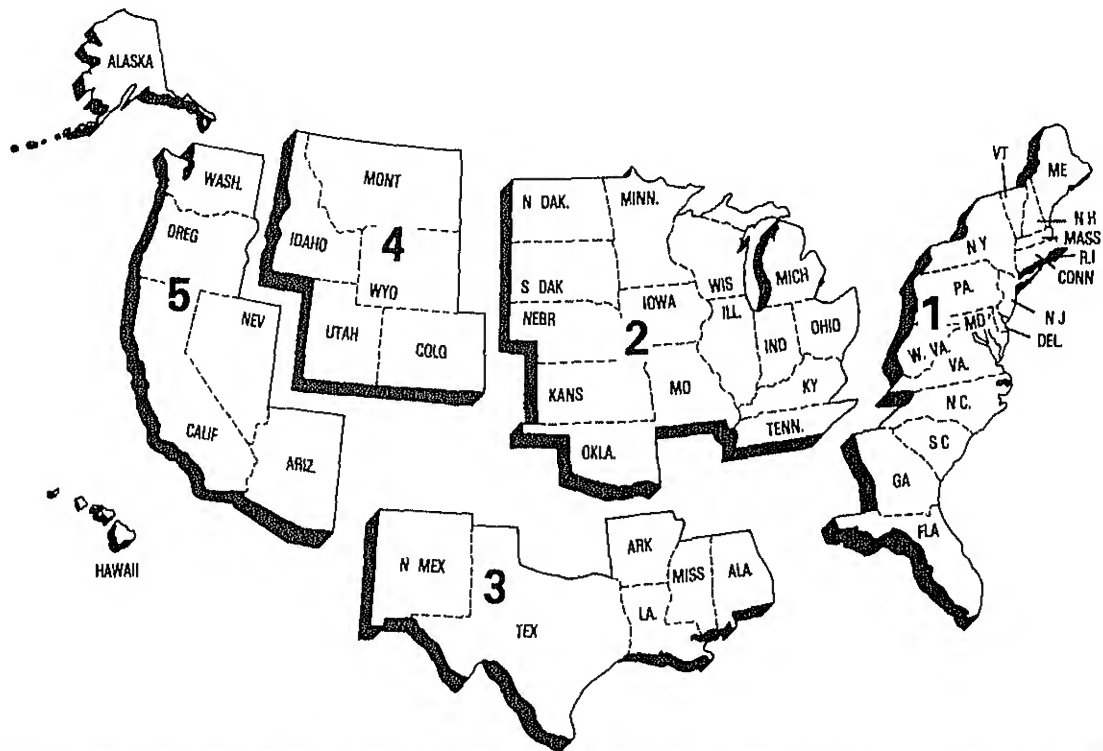 ALASKA
WASH.
OREG
5
NEV
CALIF
ARIZ.
HAWAII
MONT
IDAHO
4
WYO
UTAH
COLO
N DAK.
MINN.
S DAK
WIS
MICH
IOWA
NEBR
2
ILL.
IND
OHIO
KANS
MO
KY
TENN.
OKLA.
N MEX
3
TEX
ARK
MISS
ALA.
LA.
VT
ME
N H
MASS
R.I
CONN
N Y
PA.
1
N J
MD
DEL.
W. VA.
VA.
N C.
S C
GA
FLA